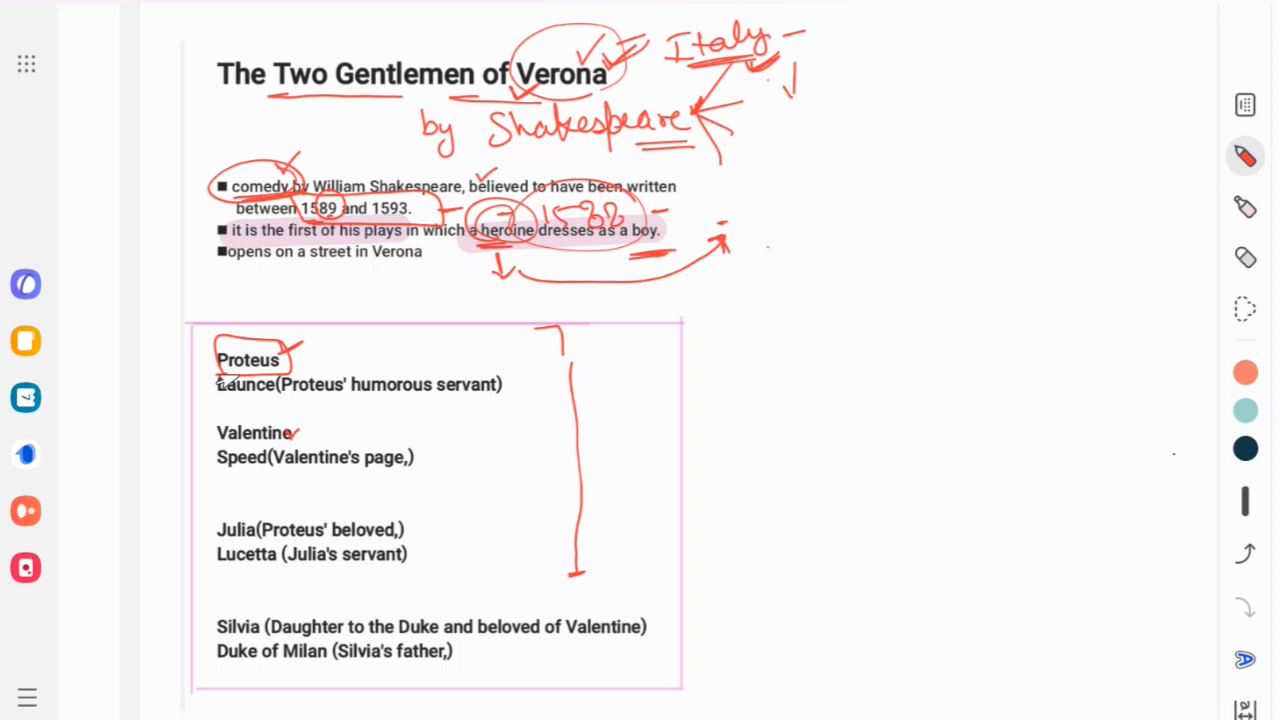 The Two Gentlemen of Verona
Italy
by Shakespeare
■ comedy by William Shakespeare, believed to have been written
between 1589 and 1593.
1588
■ it is the first of his plays in which a heroine dresses as a boy.
■opens on a street in Verona
Proteus
Launce(Proteus' humorous servant)
Valentine
Speed(Valentine's page,)
Julia(Proteus' beloved,)
Lucetta (Julia's servant)
Silvia (Daughter to the Duke and beloved of Valentine)
Duke of Milan (Silvia's father,)